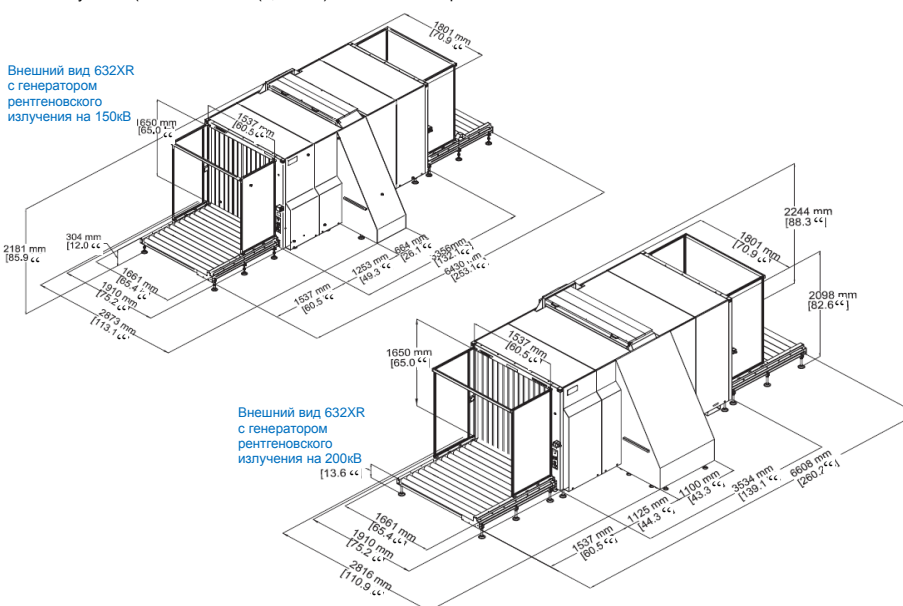 1801 mm
[70.9 “]
Внешний вид 632XR
с генератором
рентгеновского
излучения на 150кВ
1650 mm
[65.0 “]
1537 mm
[60.5 “]
2181 mm
[85.9 “]
304 mm
[12.0 “]
1661 mm
[65.4 “]
1910 mm
[75.2 “]
2873 mm
[113.1 “]
1537 mm
[60.5 “]
1253 mm
[49.3 “]
664 mm
[26.1 “]
3356 mm
[132.1 “]
6430 mm
[253.1 “]
2244 mm
[88.3 “]
1801 mm
[70.9 “]
2098 mm
[82.6 “]
1650 mm
[65.0 “]
1537 mm
[60.5 “]
Внешний вид 632XR
с генератором
рентгеновского
излучения на 200кВ
[13.6 “]
1661 mm
[65.4 “]
1910 mm
[75.2 “]
2816 mm
[110.9 “]
1537 mm
[60.5 “]
1125 mm
[44.3 “]
1100 mm
[43.3 “]
3534 mm
[139.1 “]
6608 mm
[260.2 “]